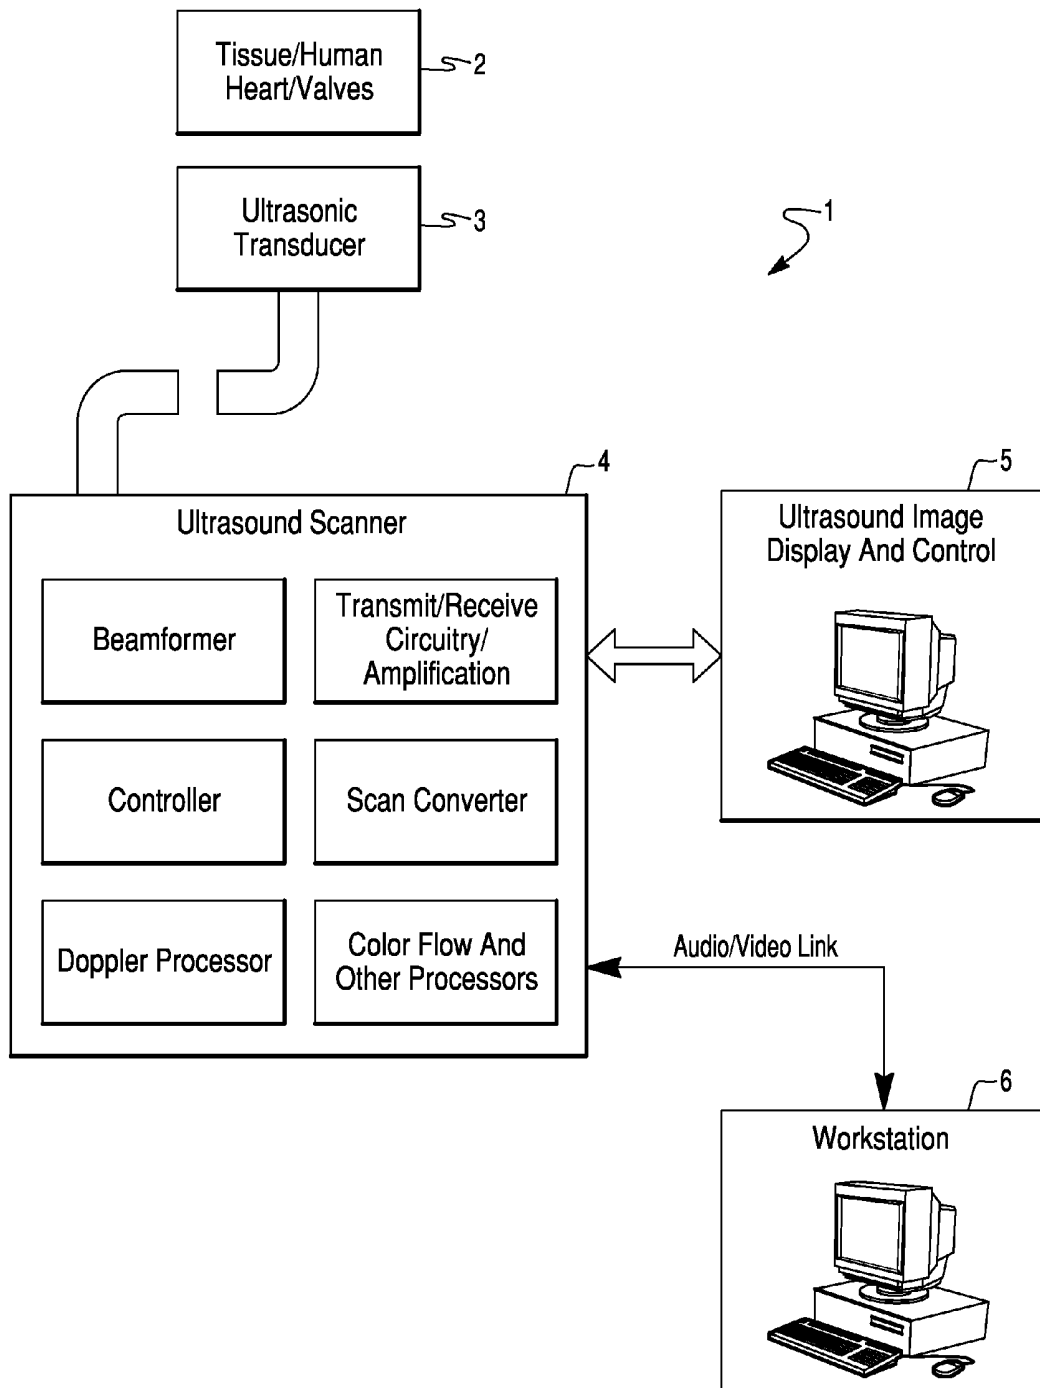 Tissue/Human
Heart/Valves
2
Ultrasonic
Transducer
3
1
4
Ultrasound Scanner
Beamformer
Transmit/Receive
Circuitry/
Amplification
Controller
Scan Converter
Doppler Processor
Color Flow And
Other Processors
5
Ultrasound Image
Display And Control
Audio/Video Link
6
Workstation